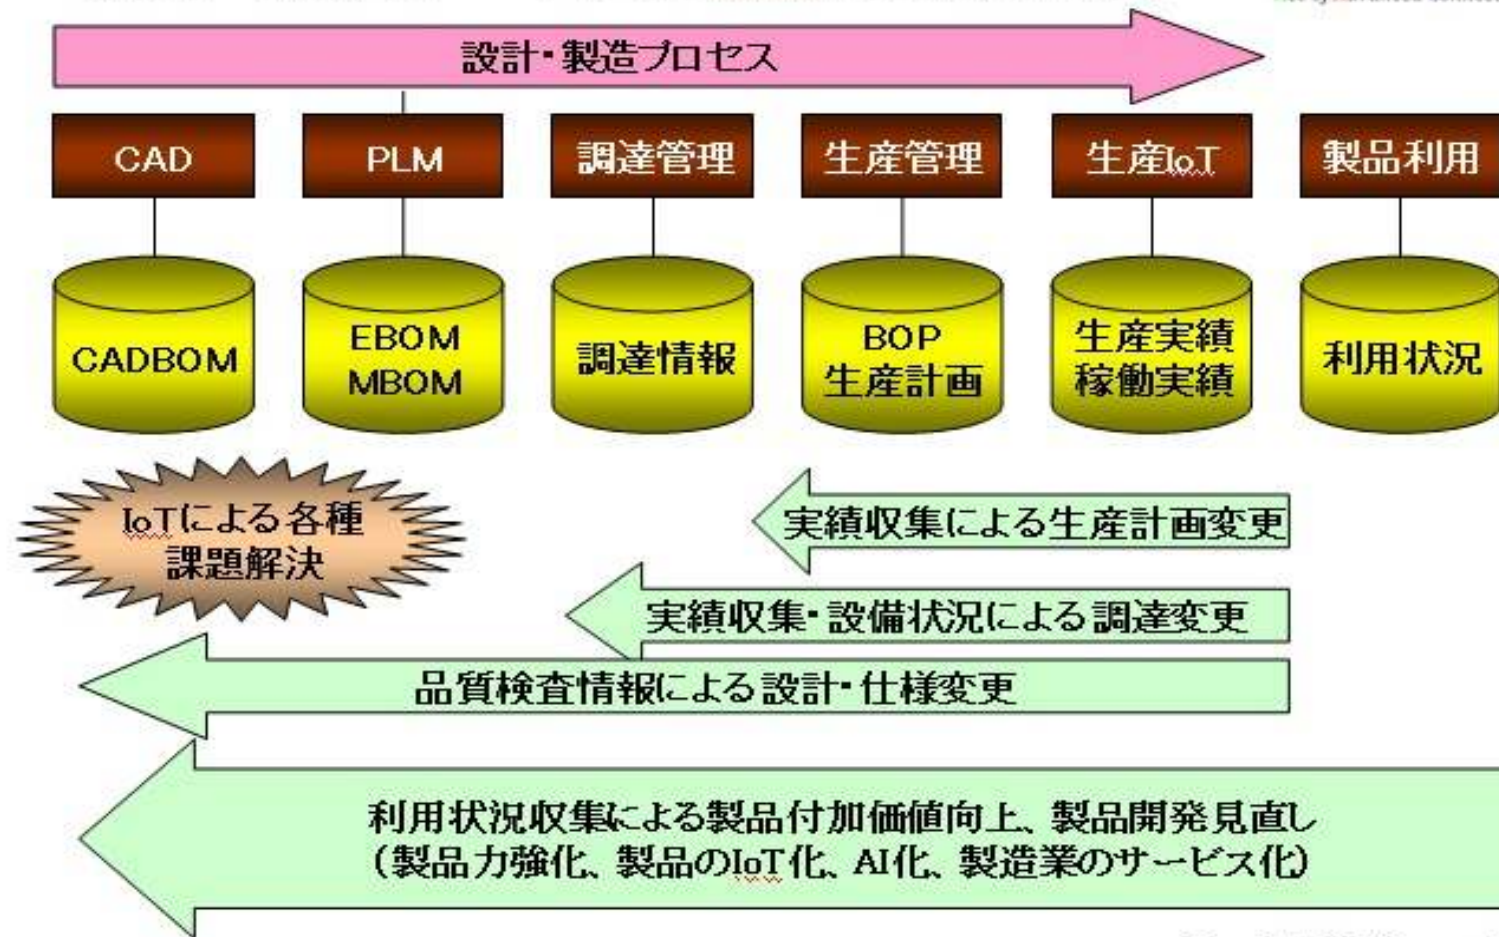 設計・製造プロセス
CAD
PLM
調達管理
生産管理
生産IoT
製品利用
CADBOM
EBOM
MBOM
調達情報
BOP
生産計画
生産実績
稼働実績
利用状況
IoTによる各種
課題解決
実績収集による生産計画変更
実績収集・設備状況による調達変更
品質検査情報による設計・仕様変更
利用状況収集による製品付加価値向上、製品開発見直し
(製品力強化、製品のIoT化、AI化、製造業のサービス化)